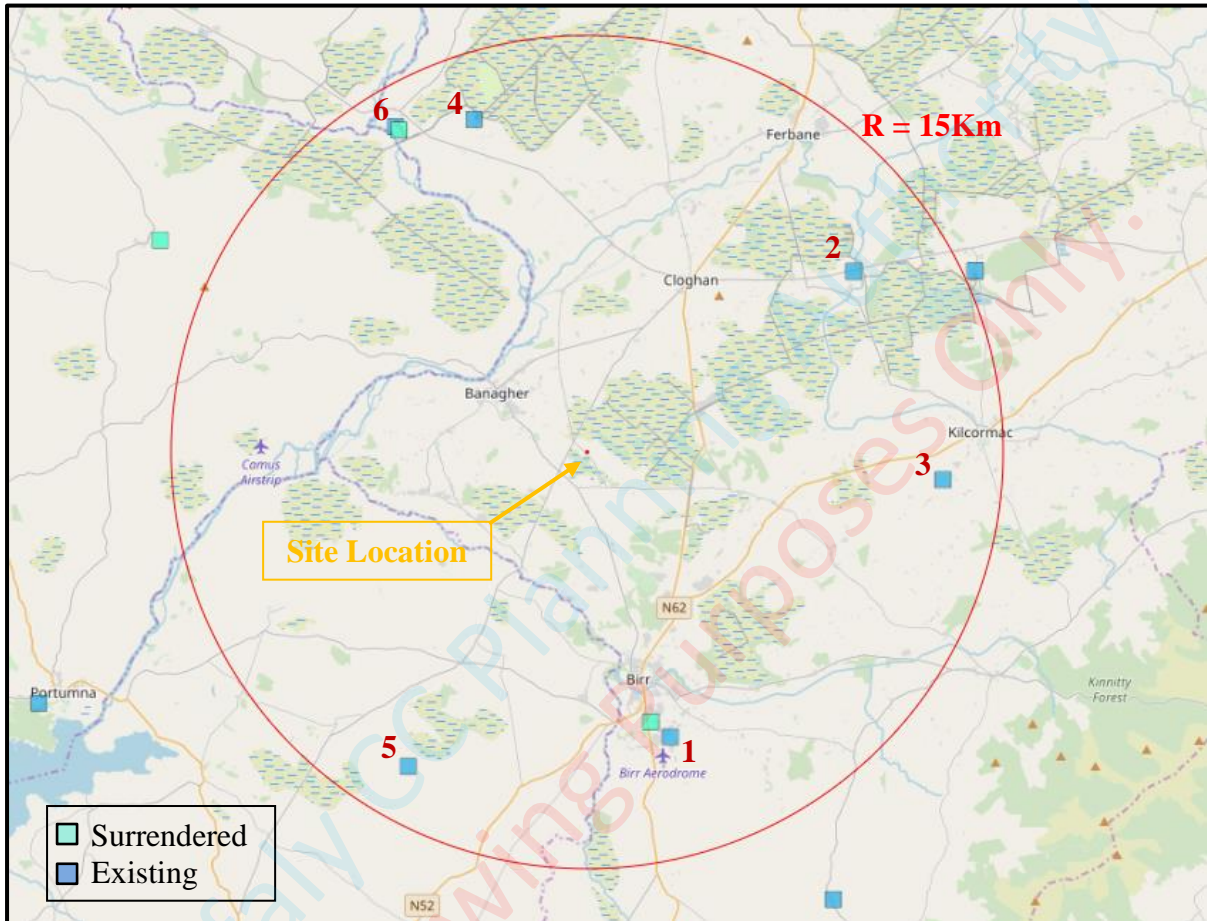 6
4
Ferbane
R = 15Km
2
Cloghan
Banagher
Kilcormac
Camus
Airstrip
3
Site Location
N62
Birr
Kinnitty
Forest
Portumna
5
1
Birr Aerodrome
Surrendered
Existing
N52